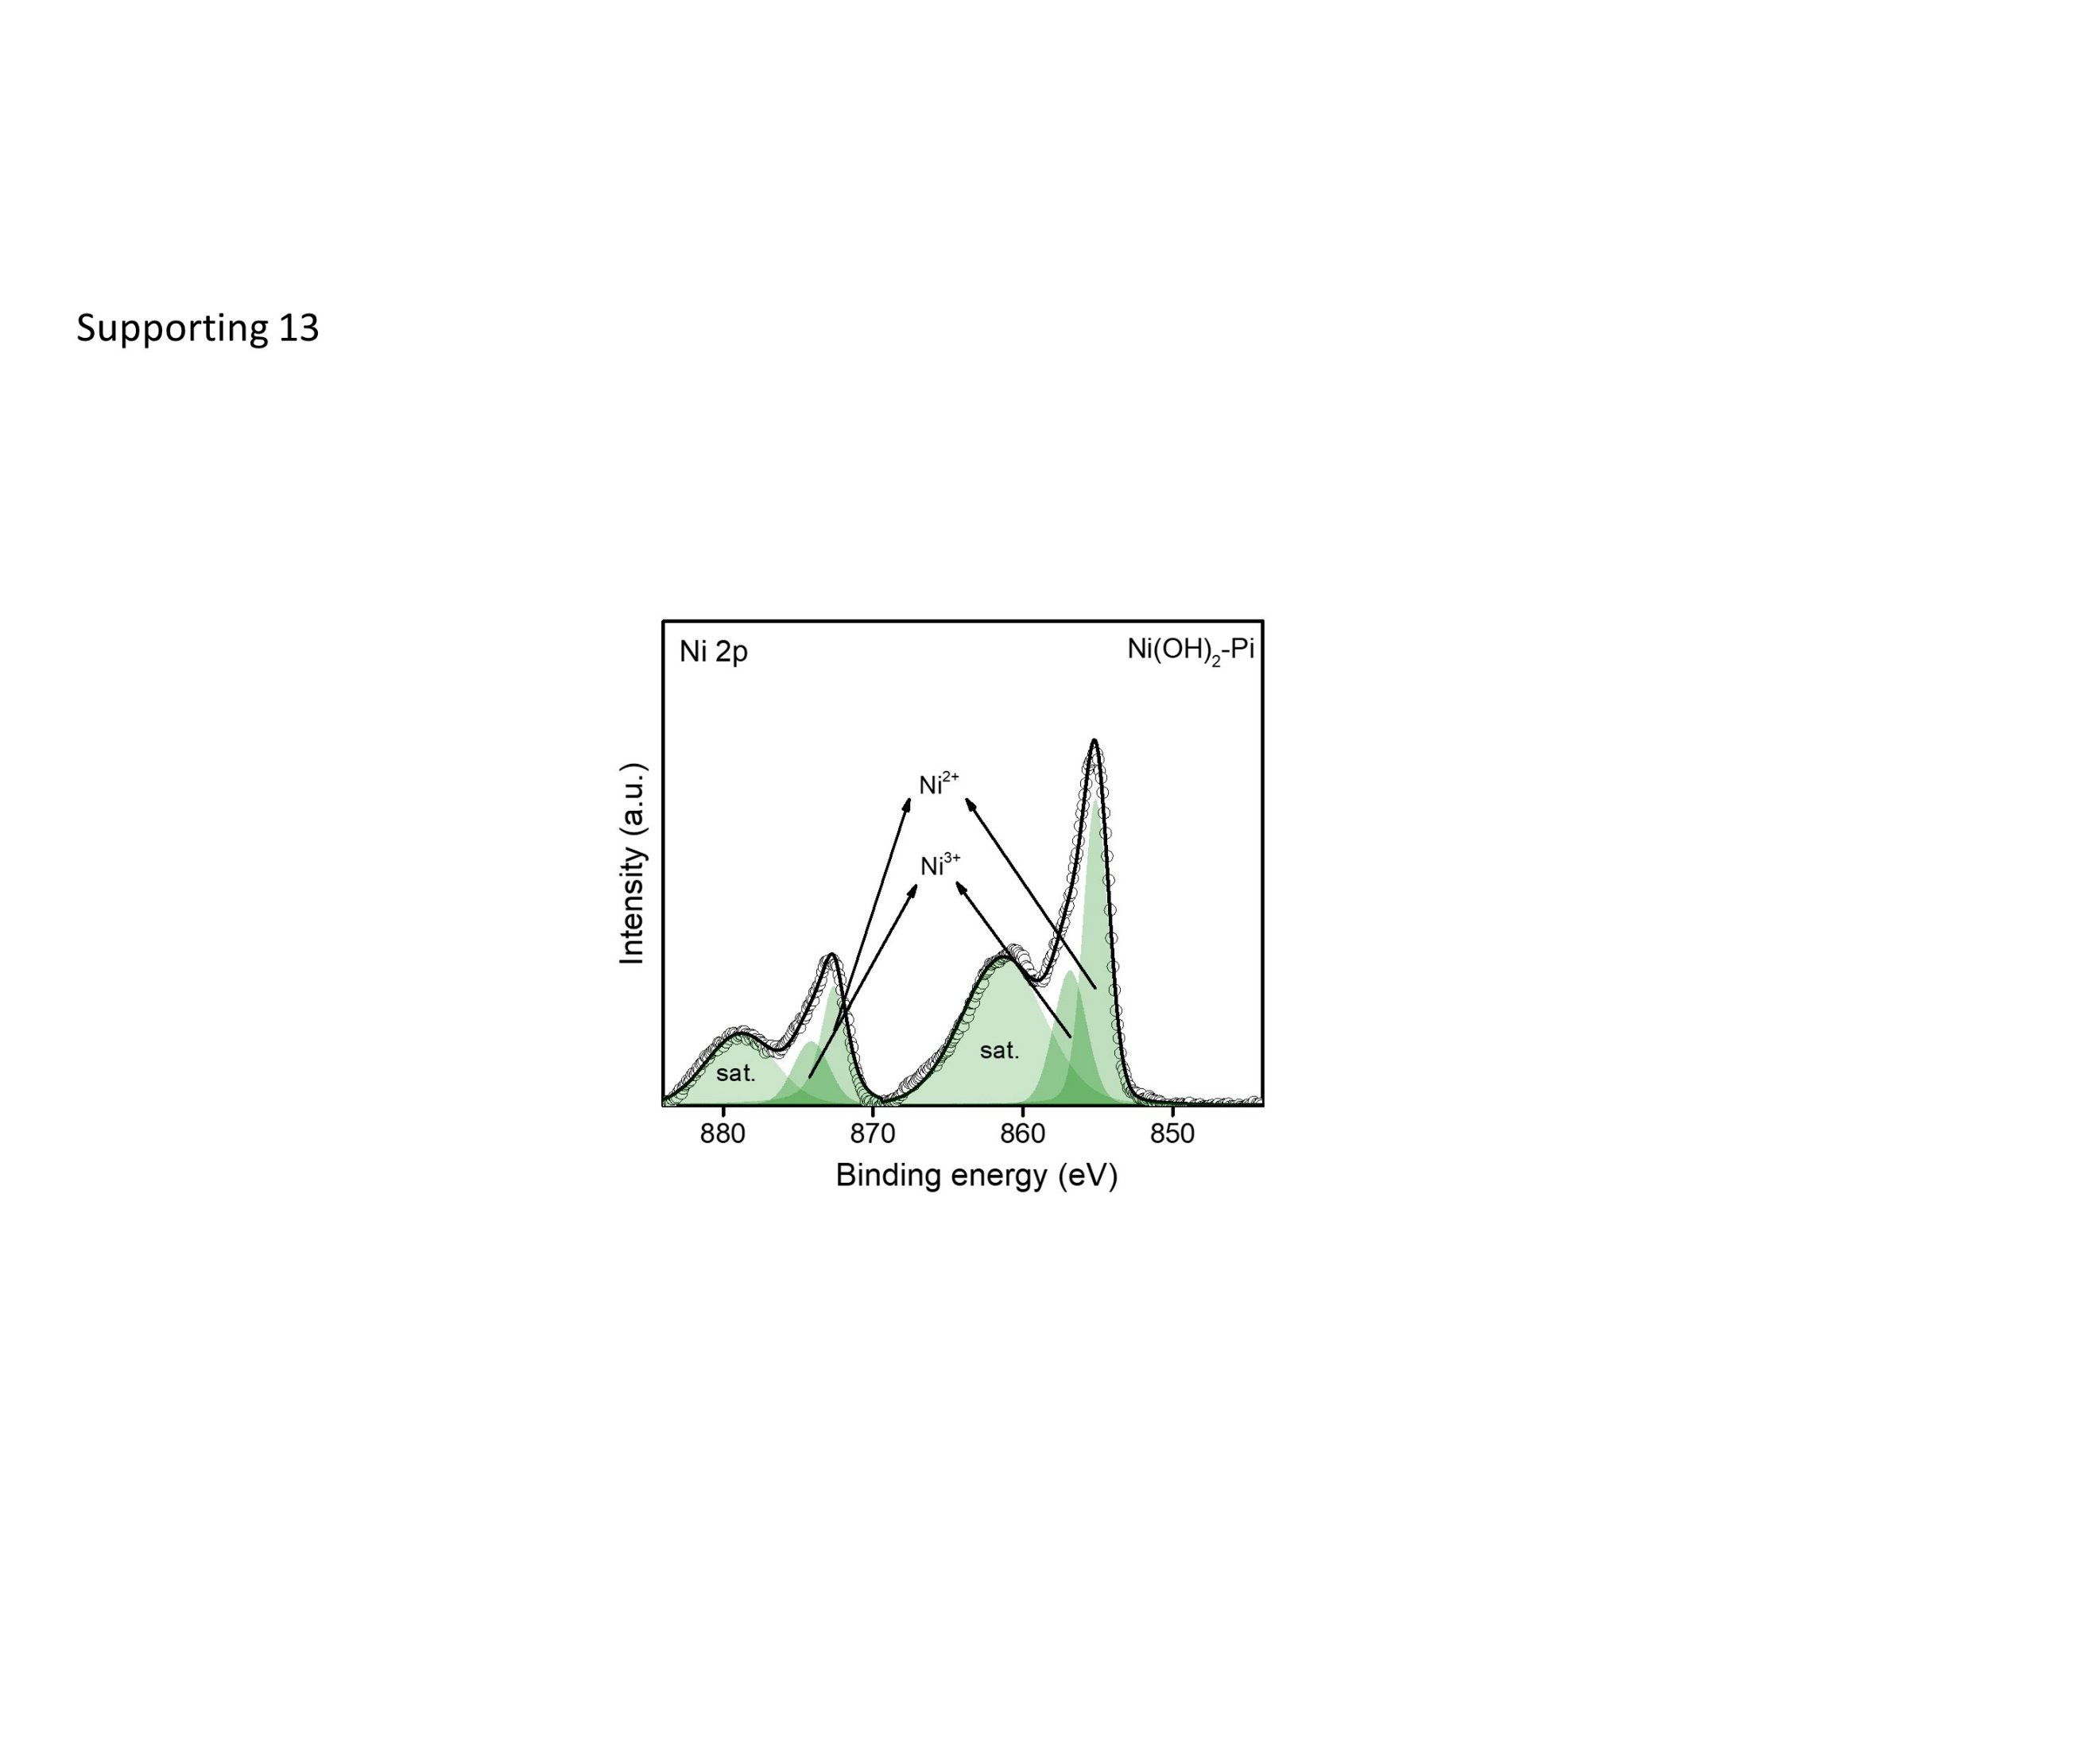 Supporting 13
Ni 2p
Ni(OH)₂-Pi
Ni²⁺
Ni³⁺
sat.
sat.
Intensity (a.u.)
880 870 860 850
Binding energy (eV)